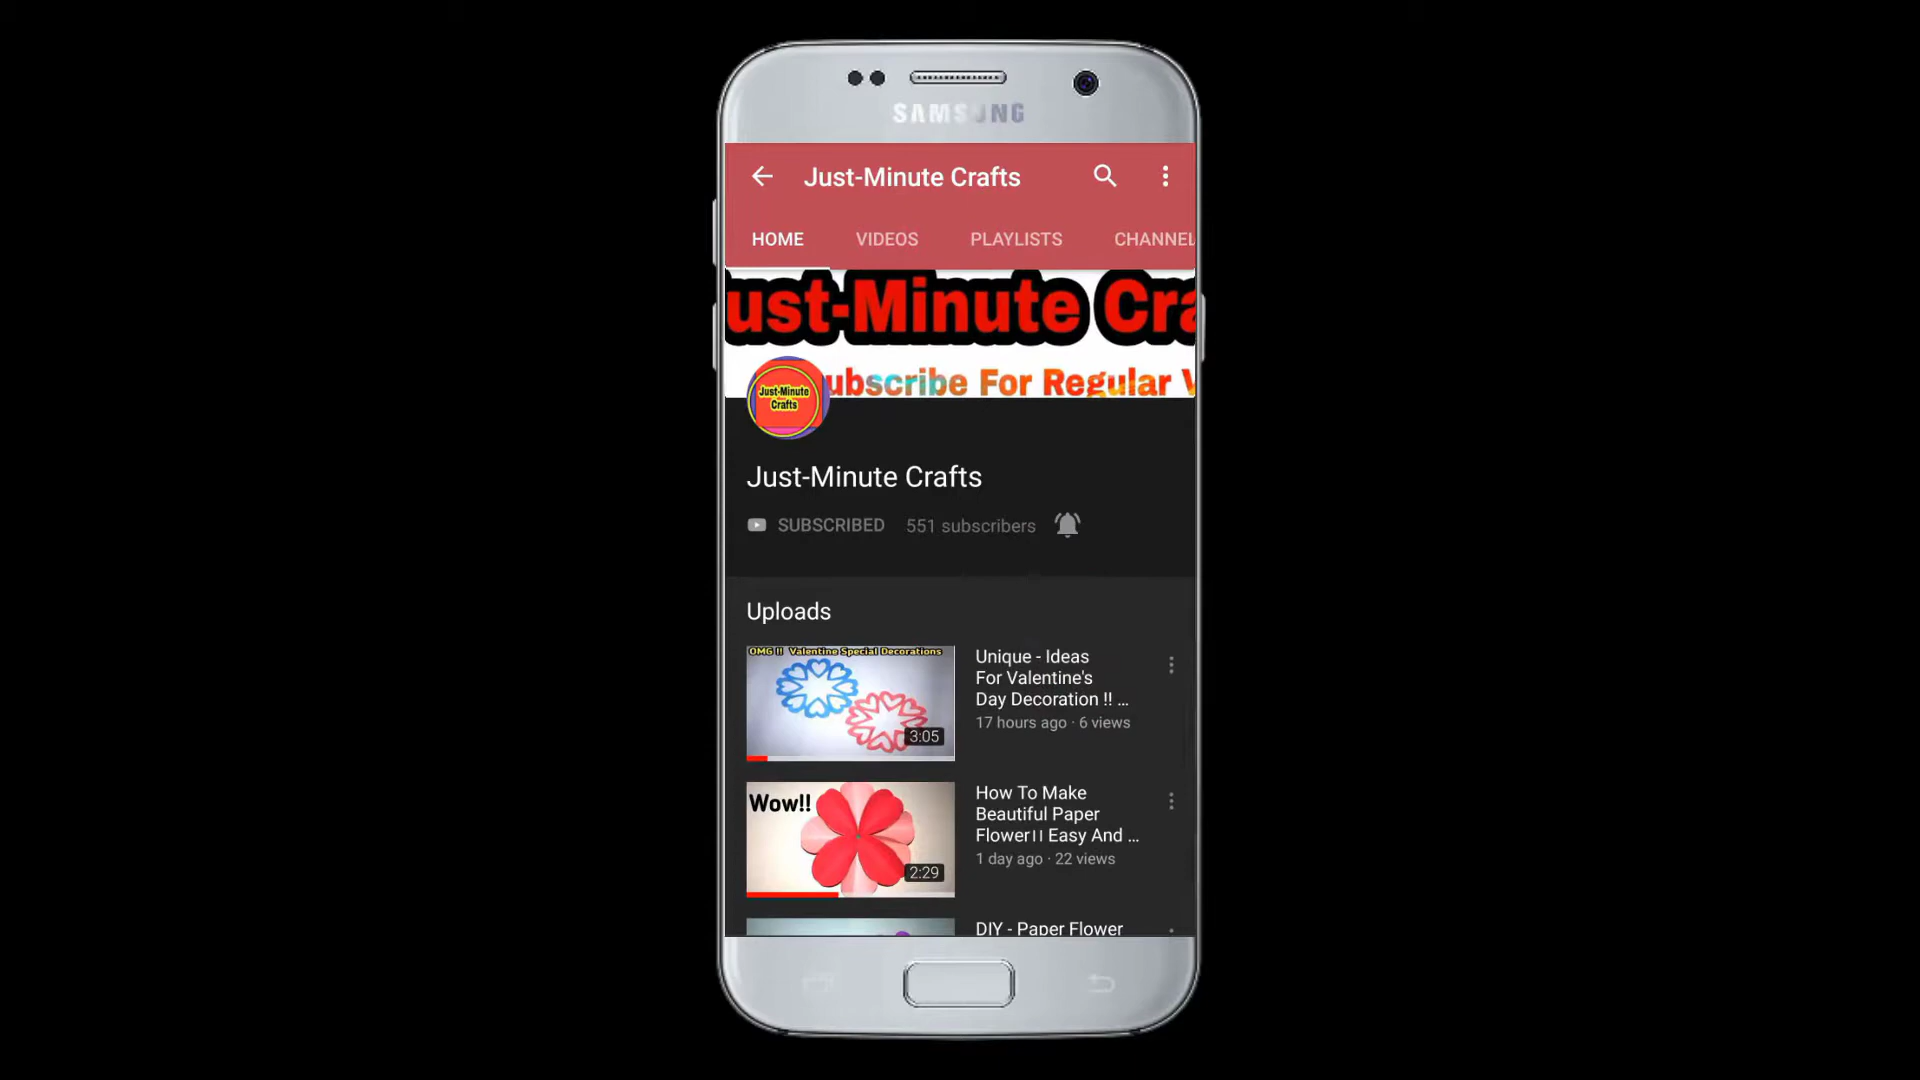 SAMSUNG
Just-Minute Crafts
HOME VIDEOS PLAYLISTS CHANNEL
ust-Minute Cra
ubscribe For Regular V
Just-Minute
Crafts
Just-Minute Crafts
SUBSCRIBED 551 subscribers
Uploads
OMG !! Valentine Special Decorations
3:05
Unique - Ideas
For Valentine's
Day Decoration !! ...
17 hours ago · 6 views
Wow!!
2:29
How To Make
Beautiful Paper
Flower।। Easy And ...
1 day ago · 22 views
DIY - Paper Flower